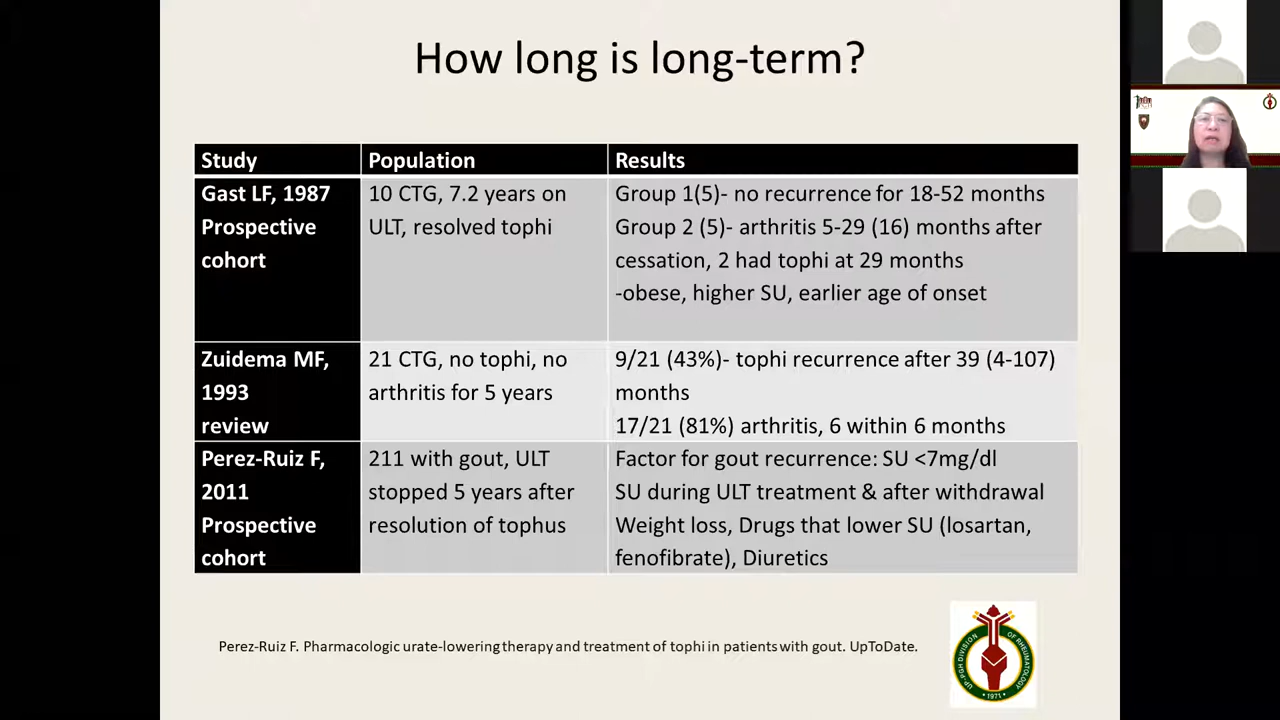 How long is long-term?
Study Population Results
Gast LF, 1987
Prospective
cohort
10 CTG, 7.2 years on
ULT, resolved tophi
Group 1(5)- no recurrence for 18-52 months
Group 2 (5)- arthritis 5-29 (16) months after
cessation, 2 had tophi at 29 months
-obese, higher SU, earlier age of onset
Zuidema MF,
1993
review
21 CTG, no tophi, no
arthritis for 5 years
9/21 (43%)- tophi recurrence after 39 (4-107)
months
17/21 (81%) arthritis, 6 within 6 months
Perez-Ruiz F,
2011
Prospective
cohort
211 with gout, ULT
stopped 5 years after
resolution of tophus
Factor for gout recurrence: SU <7mg/dl
SU during ULT treatment & after withdrawal
Weight loss, Drugs that lower SU (losartan,
fenofibrate), Diuretics
Perez-Ruiz F. Pharmacologic urate-lowering therapy and treatment of tophi in patients with gout. UpToDate.
UP-PGH DIVISION OF RHEUMATOLOGY
1971